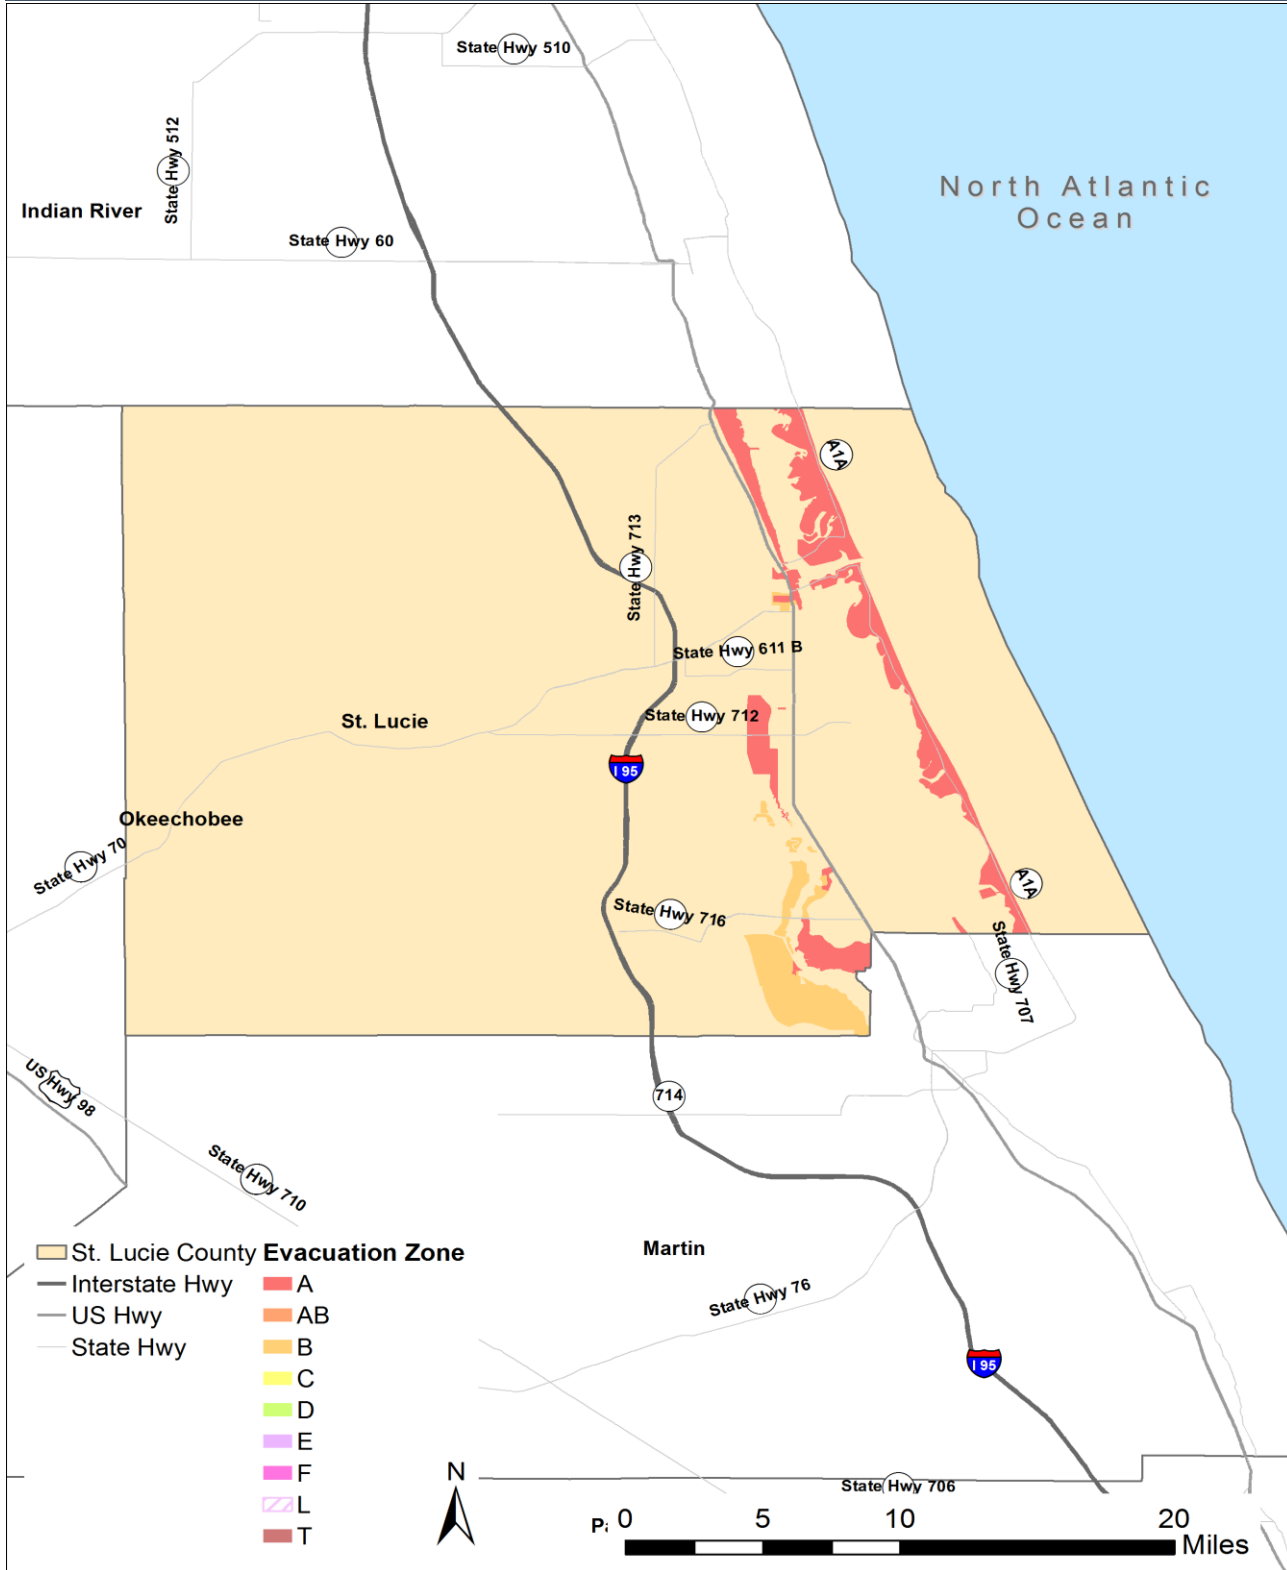 State Hwy 510
State Hwy 512
North Atlantic
Ocean
Indian River
State Hwy 60
A1A
State Hwy 713
State Hwy 611 B
State Hwy 712
St. Lucie
I 95
Okeechobee
State Hwy 70
A1A
State Hwy 716
State Hwy 707
US Hwy 98
714
State Hwy 710
Martin
State Hwy 76
I 95
State Hwy 706
St. Lucie County
Interstate Hwy
US Hwy
State Hwy
Evacuation Zone
A
AB
B
C
D
E
F
L
T
N
0 5 10 20
Miles